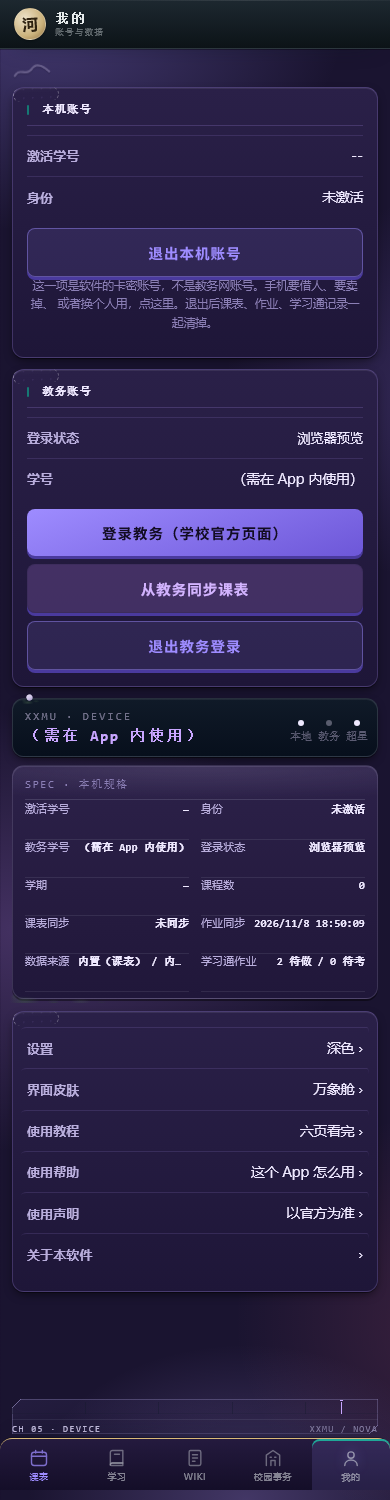 河
我的
账号与数据
本机账号
激活学号 --
身份 未激活
退出本机账号
这一项是软件的卡密账号，不是教务网账号。手机要借人、要卖
掉、 或者换个人用，点这里。退出后课表、作业、学习通记录一
起清掉。
教务账号
登录状态 浏览器预览
学号 （需在 App 内使用）
登录教务（学校官方页面）
从教务同步课表
退出教务登录
XXMU · DEVICE
（需在 App 内使用）
本地 教务 超星
SPEC · 本机规格
激活学号 — 身份 未激活
教务学号 （需在 App 内使用） 登录状态 浏览器预览
学期 — 课程数 0
课表同步 未同步 作业同步 2026/11/8 18:50:09
数据来源 内置（课表） / 内… 学习通作业 2 待做 / 0 待考
设置 深色 ›
界面皮肤 万象舱 ›
使用教程 六页看完 ›
使用帮助 这个 App 怎么用 ›
使用声明 以官方为准 ›
关于本软件 ›
CH 05 · DEVICE XXMU / NOVA
课表 学习 WIKI 校园事务 我的